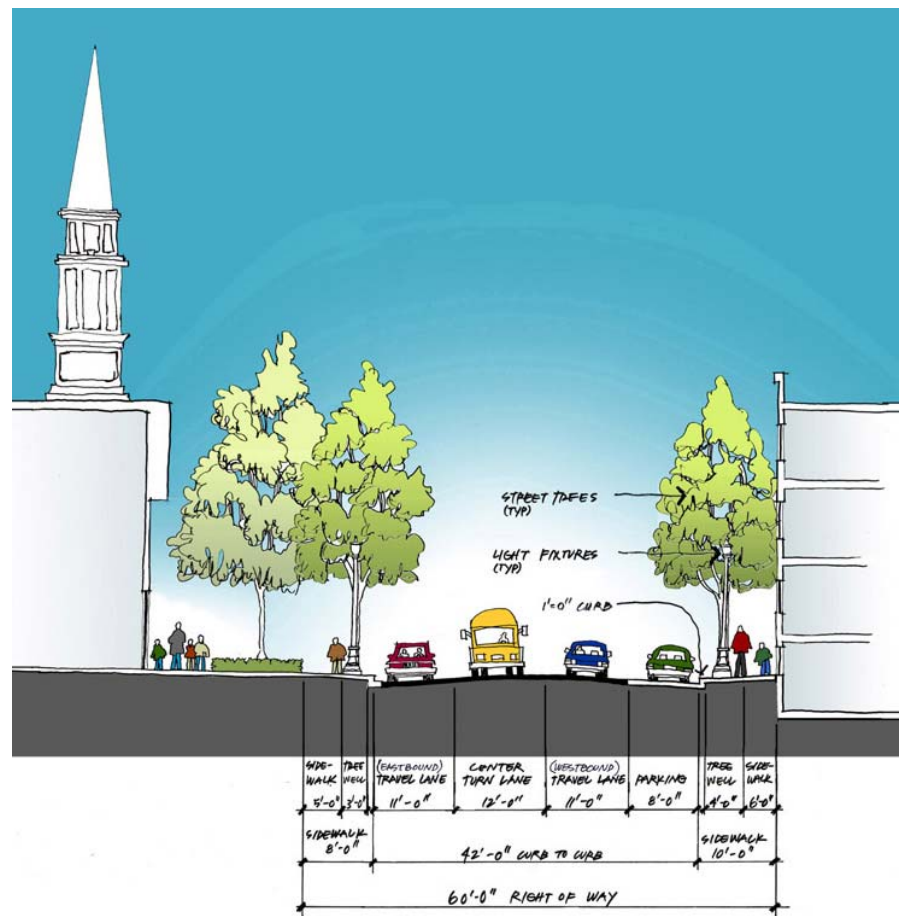 STREET TREES
(TYP)
LIGHT FIXTURES
(TYP)
1'-0" CURB
SIDE-
WALK
5'-0"
TREE
WELL
3'-0"
(EASTBOUND)
TRAVEL LANE
11'-0"
CENTER
TURN LANE
12'-0"
(WESTBOUND)
TRAVEL LANE
11'-0"
PARKING
8'-0"
TREE
WELL
4'-0"
SIDE-
WALK
6'-0"
SIDEWALK
8'-0"
42'-0" CURB TO CURB
SIDEWALK
10'-0"
60'-0" RIGHT OF WAY